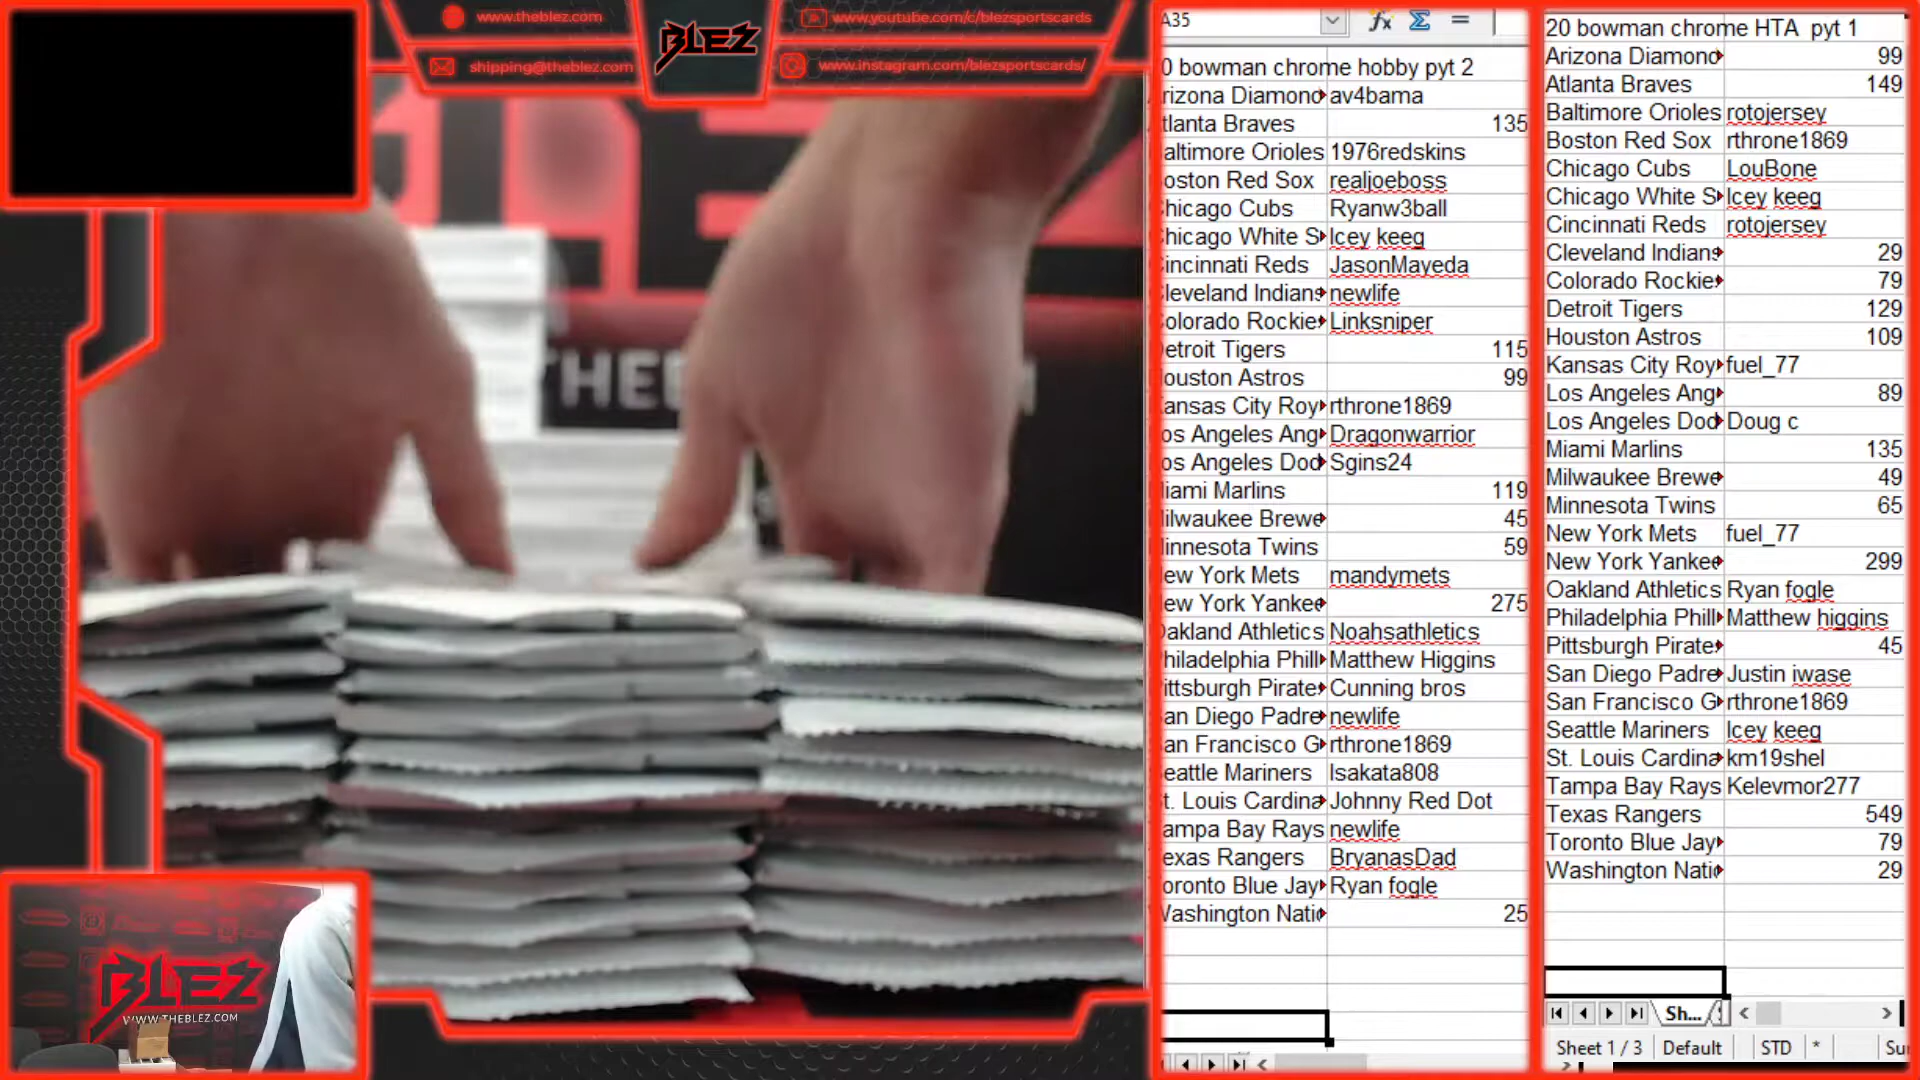 www.theblez.com
shipping@theblez.com
BLEZ
www.youtube.com/c/blezsportscards
www.instagram.com/blezsportscards/
THE
BLEZ
WWW.THEBLEZ.COM
A35
0 bowman chrome hobby pyt 2
rizona Diamond av4bama
tlanta Braves 135
altimore Orioles 1976redskins
oston Red Sox realjoeboss
hicago Cubs Ryanw3ball
hicago White S Icey keeg
incinnati Reds JasonMayeda
leveland Indians newlife
olorado Rockies Linksniper
etroit Tigers 115
ouston Astros 99
ansas City Roy rthrone1869
os Angeles Ang Dragonwarrior
os Angeles Dod Sgins24
iami Marlins 119
ilwaukee Brewe 45
innesota Twins 59
ew York Mets mandymets
ew York Yankee 275
akland Athletics Noahsathletics
hiladelphia Phill Matthew Higgins
ittsburgh Pirate Cunning bros
an Diego Padre newlife
an Francisco G rthrone1869
eattle Mariners lsakata808
t. Louis Cardina Johnny Red Dot
ampa Bay Rays newlife
exas Rangers BryanasDad
oronto Blue Jay Ryan fogle
Washington Natio 25
20 bowman chrome HTA pyt 1
Arizona Diamond 99
Atlanta Braves 149
Baltimore Orioles rotojersey
Boston Red Sox rthrone1869
Chicago Cubs LouBone
Chicago White S Icey keeg
Cincinnati Reds rotojersey
Cleveland Indians 29
Colorado Rockies 79
Detroit Tigers 129
Houston Astros 109
Kansas City Roy fuel_77
Los Angeles Ang 89
Los Angeles Dod Doug c
Miami Marlins 135
Milwaukee Brewe 49
Minnesota Twins 65
New York Mets fuel_77
New York Yankee 299
Oakland Athletics Ryan fogle
Philadelphia Phill Matthew higgins
Pittsburgh Pirate 45
San Diego Padre Justin iwase
San Francisco G rthrone1869
Seattle Mariners Icey keeg
St. Louis Cardina km19shel
Tampa Bay Rays Kelevmor277
Texas Rangers 549
Toronto Blue Jay 79
Washington Natio 29
Sh...
Sheet 1 / 3 Default STD * Su